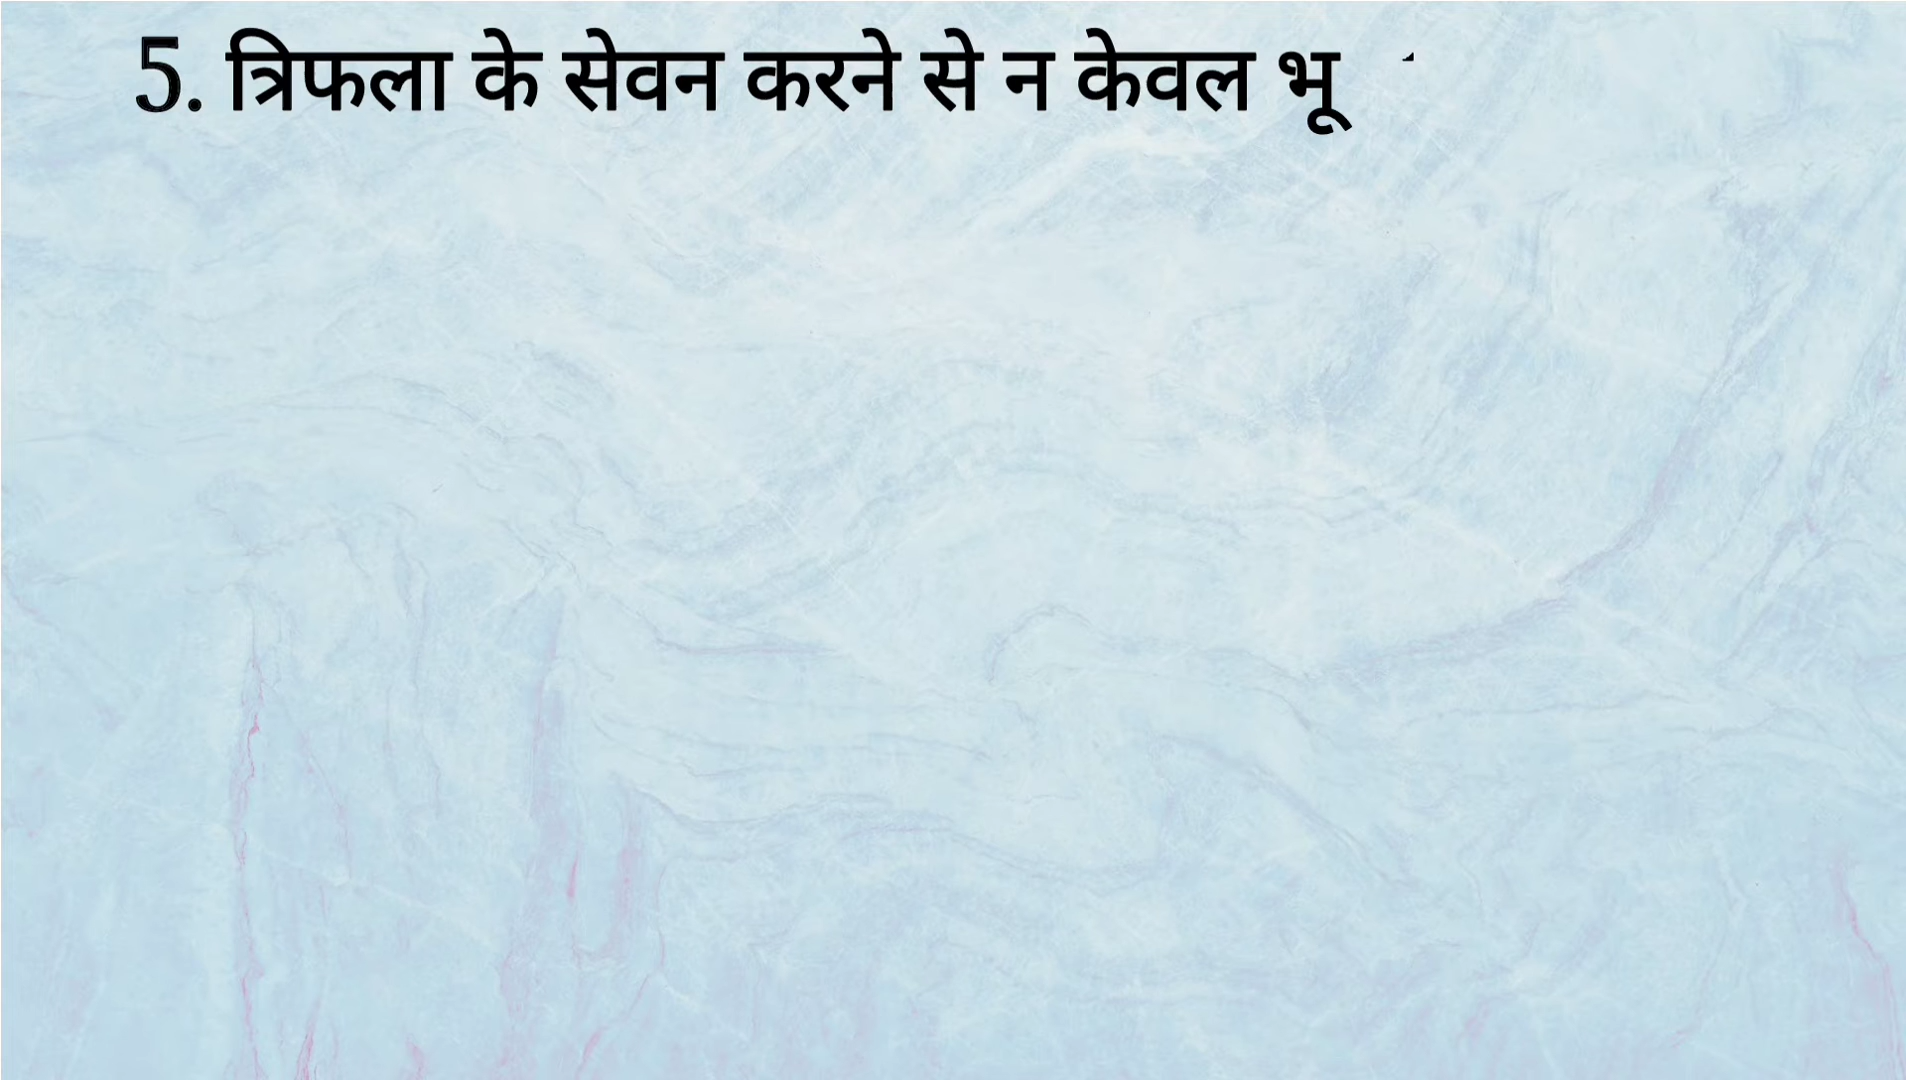 5. त्रिफला के सेवन करने से न केवल भू